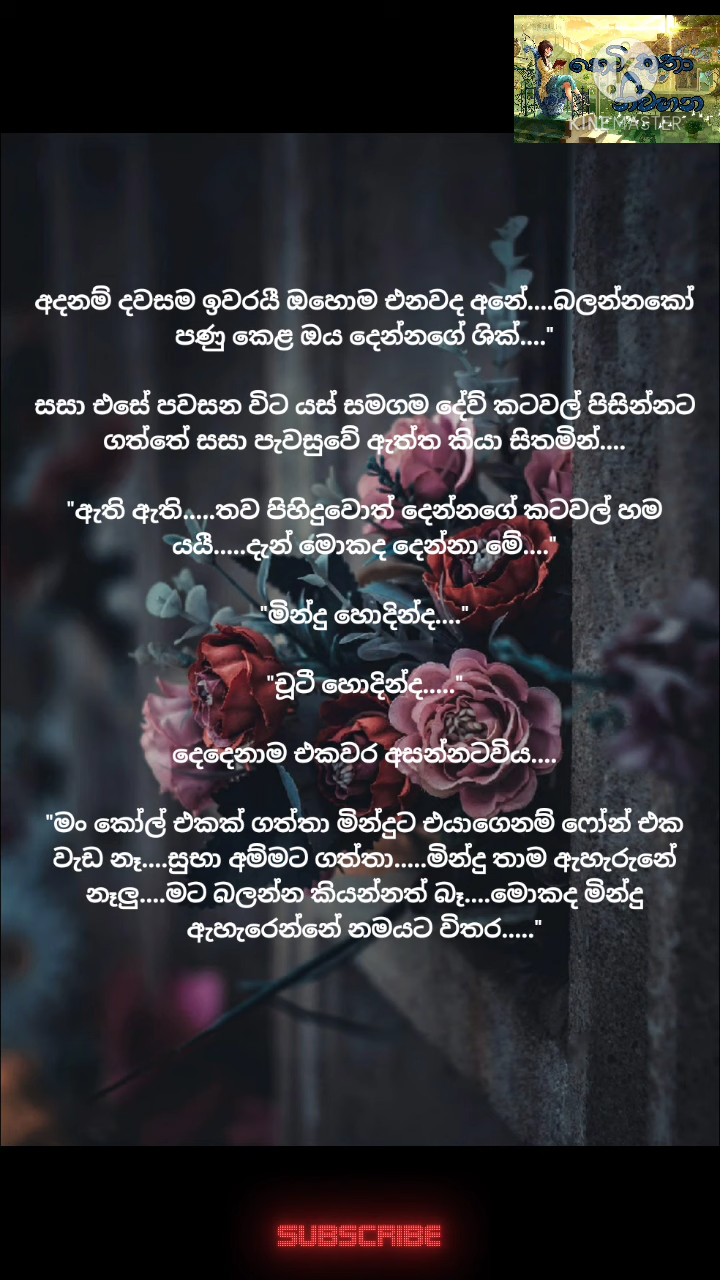 KINEMASTER
අදනම් දවසම ඉවරයී ඔහොම එනවද අනේ....බලන්නකෝ
පණු කෙළ ඔය දෙන්නගේ ශික්...."
සසා එසේ පවසන විට යස් සමගම දේව් කටවල් පිසින්නට
ගත්තේ සසා පැවසුවේ ඇත්ත කියා සිතමින්....
"ඇති ඇති.....තව පිහිදුවොත් දෙන්නගේ කටවල් හම
යයී.....දැන් මොකද දෙන්නා මේ...."
"මින්දු හොදින්ද...."
"චූටී හොදින්ද....."
දෙදෙනාම එකවර අසන්නටවිය....
"මං කෝල් එකක් ගත්තා මින්දුට එයාගෙනම් ෆෝන් එක
වැඩ නෑ....සුභා අම්මට ගත්තා.....මින්දු තාම ඇහැරුනේ
නෑලු....මට බලන්න කියන්නත් බෑ....මොකද මින්දු
ඇහැරෙන්නේ නමයට විතර....."
SUBSCRIBE